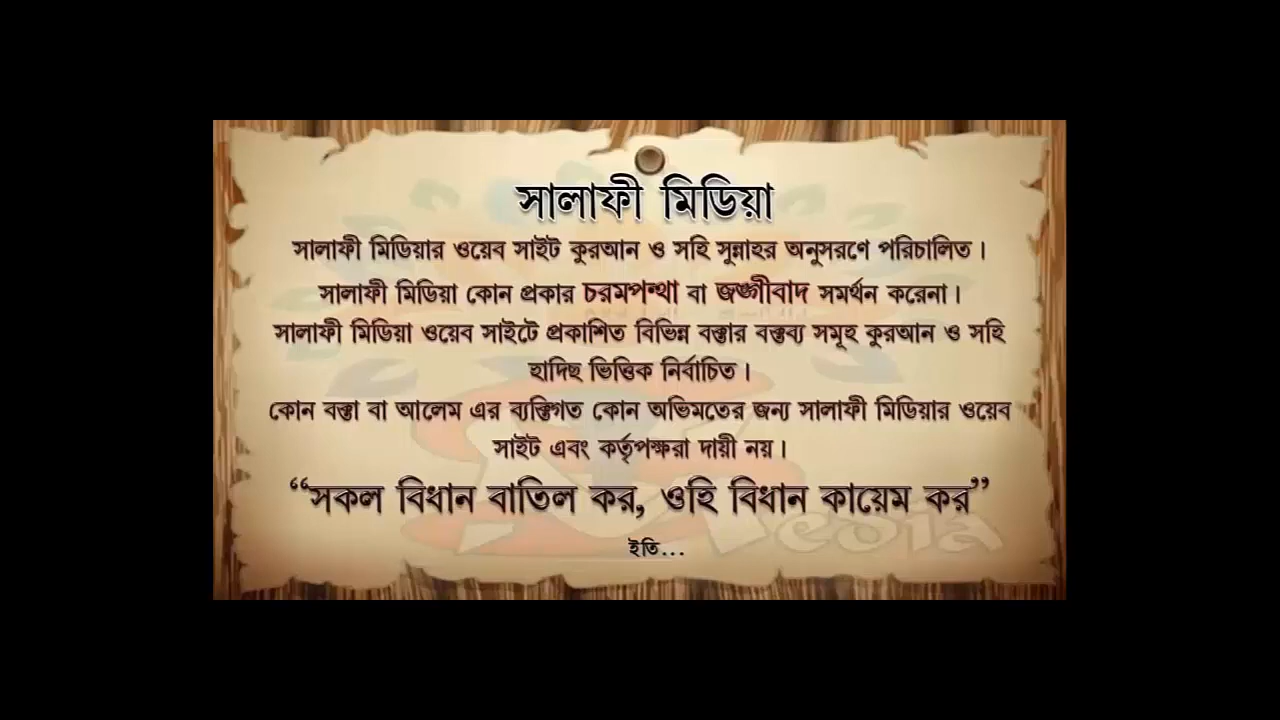 সালাফী মিডিয়া
সালাফী মিডিয়ার ওয়েব সাইট কুরআন ও সহি সুন্নাহর অনুসরণে পরিচালিত।
সালাফী মিডিয়া কোন প্রকার চরমপন্থা বা জঙ্গীবাদ সমর্থন করেনা।
সালাফী মিডিয়া ওয়েব সাইটে প্রকাশিত বিভিন্ন বক্তার বক্তব্য সমূহ কুরআন ও সহি
হাদিছ ভিত্তিক নির্বাচিত।
কোন বক্তা বা আলেম এর ব্যক্তিগত কোন অভিমতের জন্য সালাফী মিডিয়ার ওয়েব
সাইট এবং কর্তৃপক্ষরা দায়ী নয়।
“সকল বিধান বাতিল কর, ওহি বিধান কায়েম কর”
ইতি...